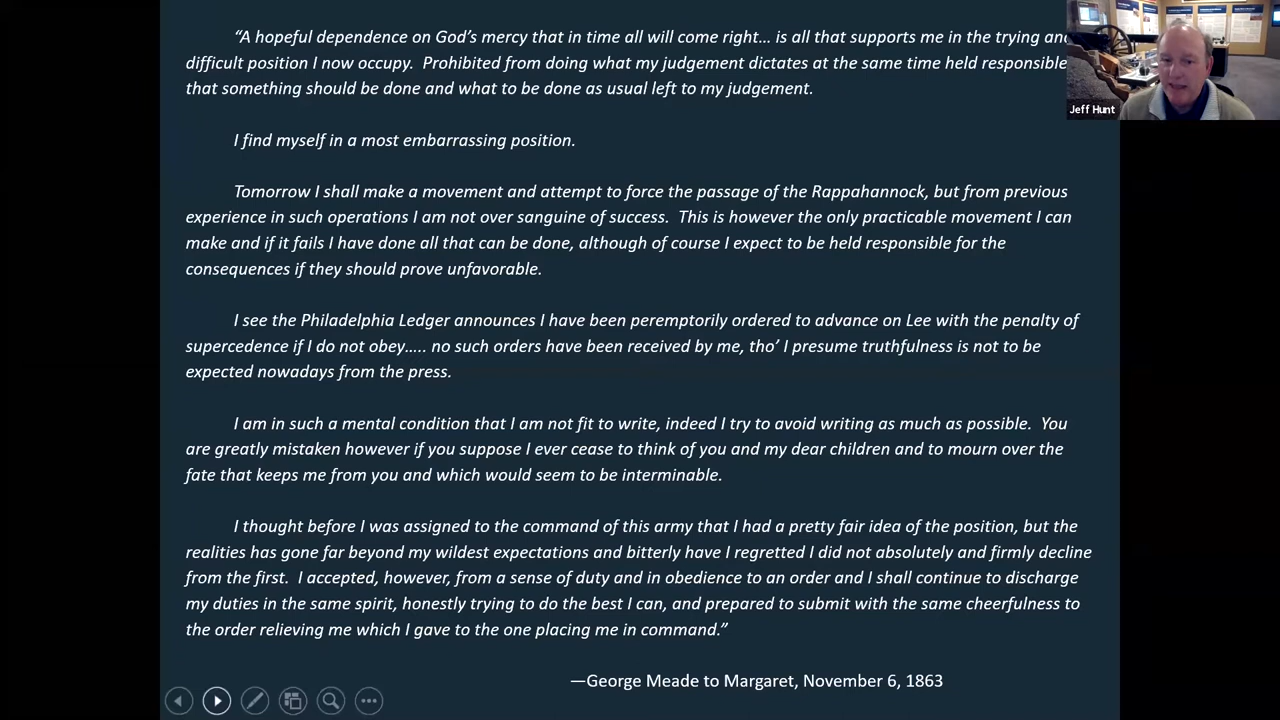 “A hopeful dependence on God’s mercy that in time all will come right… is all that supports me in the trying and
difficult position I now occupy.  Prohibited from doing what my judgement dictates at the same time held responsible
that something should be done and what to be done as usual left to my judgement.
I find myself in a most embarrassing position.
Tomorrow I shall make a movement and attempt to force the passage of the Rappahannock, but from previous
experience in such operations I am not over sanguine of success.  This is however the only practicable movement I can
make and if it fails I have done all that can be done, although of course I expect to be held responsible for the
consequences if they should prove unfavorable.
I see the Philadelphia Ledger announces I have been peremptorily ordered to advance on Lee with the penalty of
supercedence if I do not obey….. no such orders have been received by me, tho’ I presume truthfulness is not to be
expected nowadays from the press.
I am in such a mental condition that I am not fit to write, indeed I try to avoid writing as much as possible.  You
are greatly mistaken however if you suppose I ever cease to think of you and my dear children and to mourn over the
fate that keeps me from you and which would seem to be interminable.
I thought before I was assigned to the command of this army that I had a pretty fair idea of the position, but the
realities has gone far beyond my wildest expectations and bitterly have I regretted I did not absolutely and firmly decline
from the first.  I accepted, however, from a sense of duty and in obedience to an order and I shall continue to discharge
my duties in the same spirit, honestly trying to do the best I can, and prepared to submit with the same cheerfulness to
the order relieving me which I gave to the one placing me in command.”
—George Meade to Margaret, November 6, 1863
Jeff Hunt